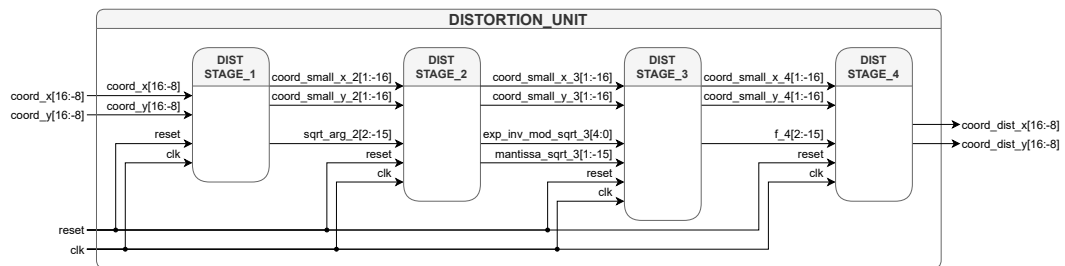 DISTORTION_UNIT
DIST
STAGE_1
DIST
STAGE_2
DIST
STAGE_3
DIST
STAGE_4
coord_x[16:-8]
coord_y[16:-8]
coord_x[16:-8]
coord_y[16:-8]
reset
clk
coord_small_x_2[1:-16]
coord_small_y_2[1:-16]
sqrt_arg_2[2:-15]
reset
clk
coord_small_x_3[1:-16]
coord_small_y_3[1:-16]
exp_inv_mod_sqrt_3[4:0]
mantissa_sqrt_3[1:-15]
reset
clk
coord_small_x_4[1:-16]
coord_small_y_4[1:-16]
f_4[2:-15]
reset
clk
coord_dist_x[16:-8]
coord_dist_y[16:-8]
reset
clk